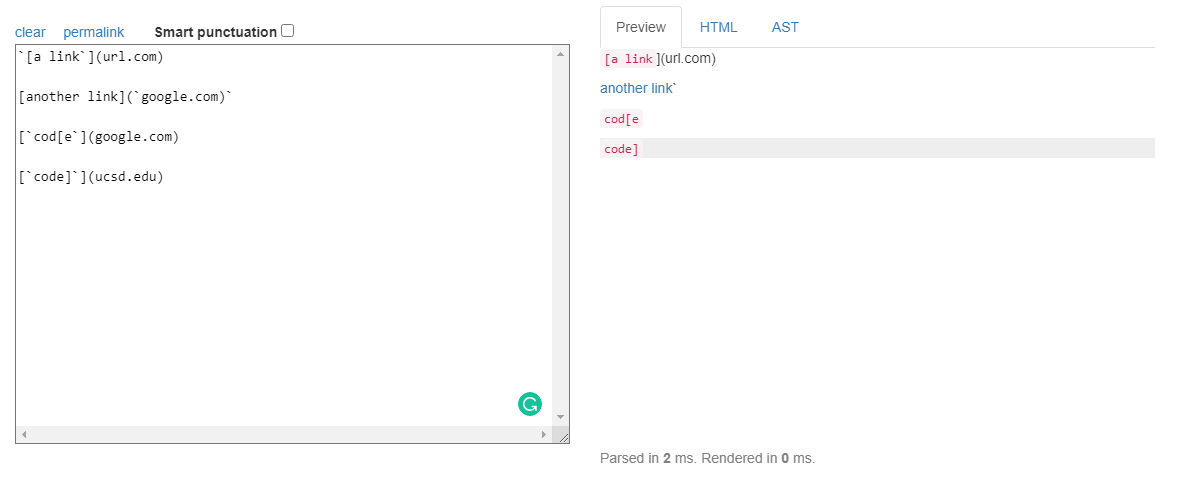 clear permalink Smart punctuation
`[a link`](url.com)
[another link](`google.com)`
[`cod[e`](google.com)
[`code]`](ucsd.edu)
Preview HTML AST
[a link](url.com)
another link`
cod[e
code]
Parsed in 2 ms. Rendered in 0 ms.